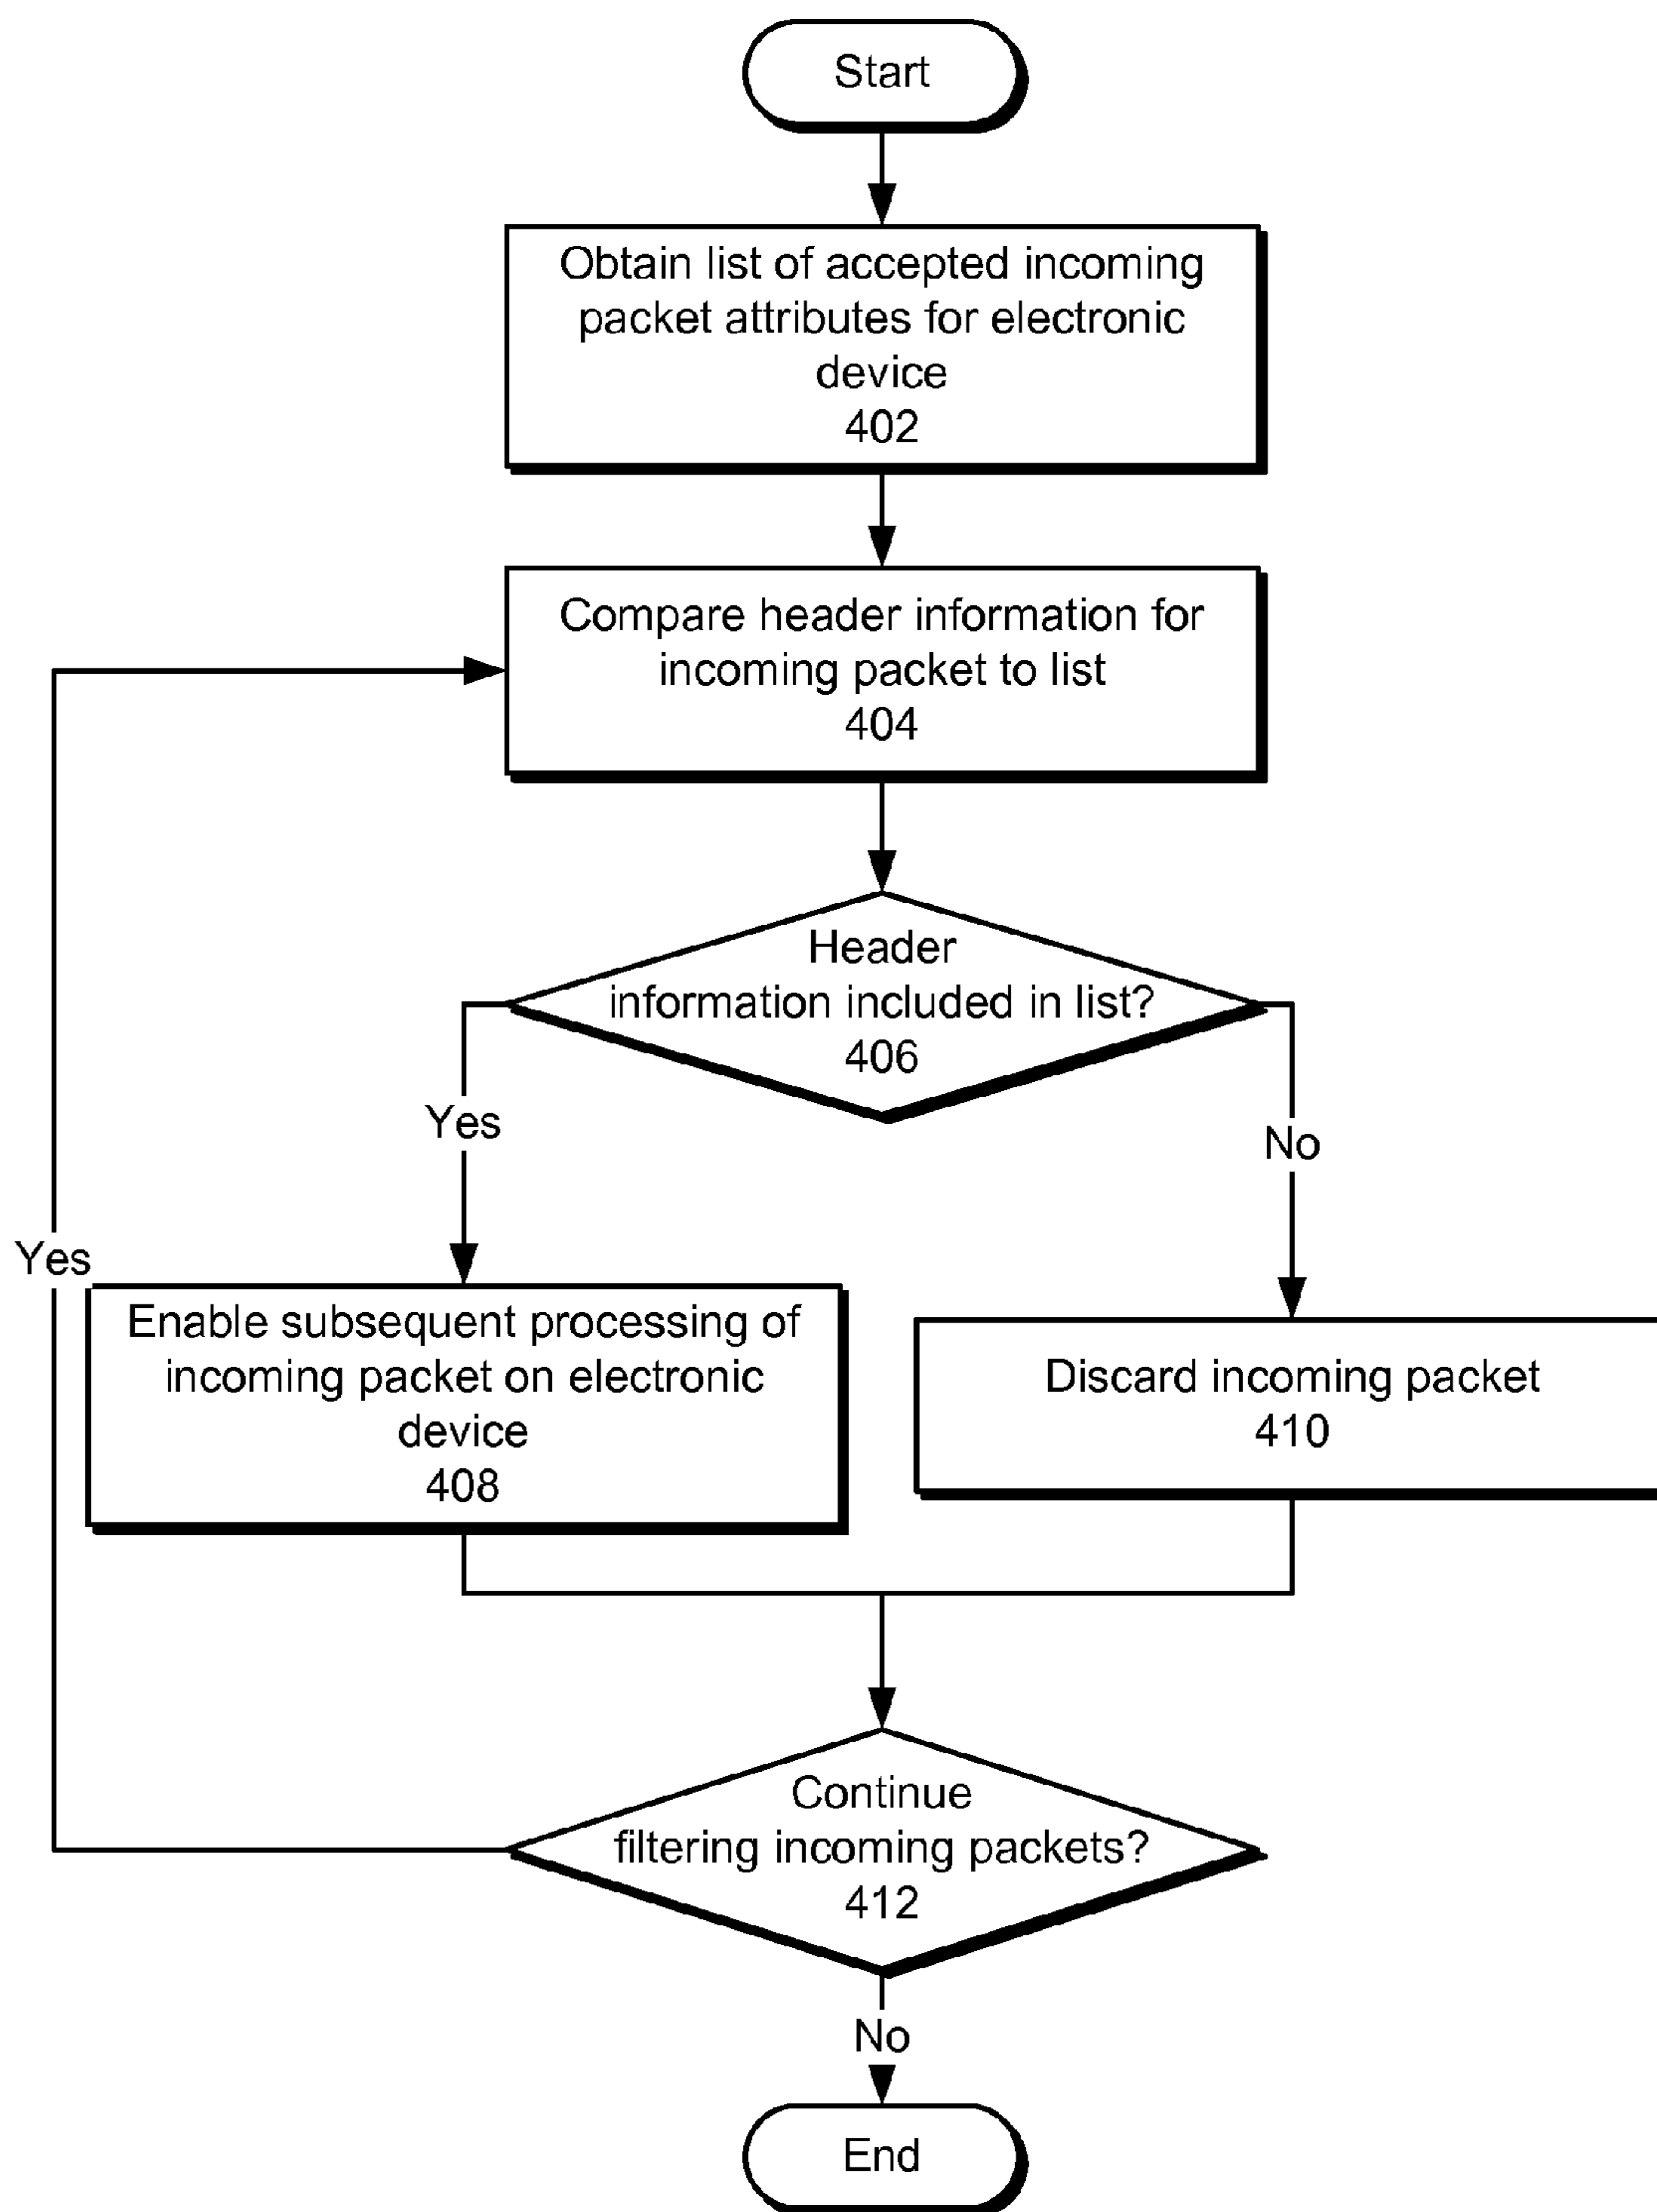 Start
Obtain list of accepted incoming
packet attributes for electronic
device
402
Compare header information for
incoming packet to list
404
Header
information included in list?
406
Yes
No
Yes
Enable subsequent processing of
incoming packet on electronic
device
408
Discard incoming packet
410
Continue
filtering incoming packets?
412
No
End